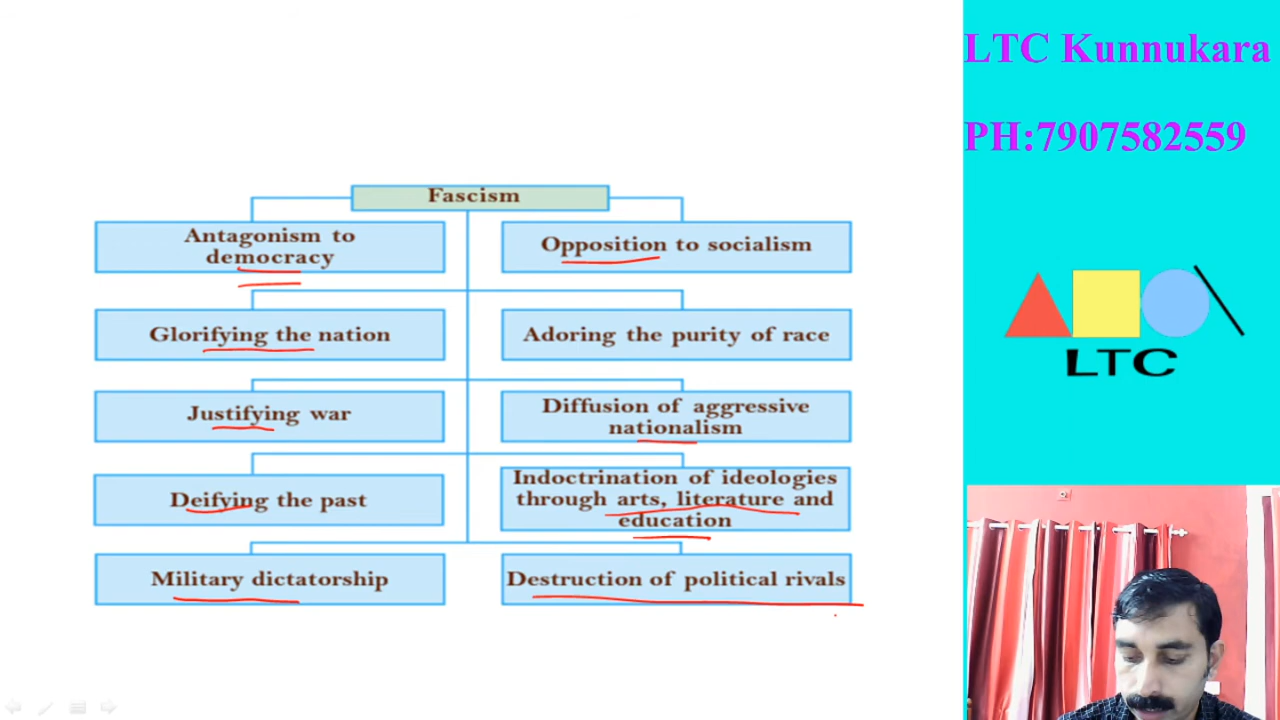 LTC Kunnukara
PH:7907582559
Fascism
Antagonism to
democracy
Opposition to socialism
Glorifying the nation
Adoring the purity of race
Justifying war
Diffusion of aggressive
nationalism
Deifying the past
Indoctrination of ideologies
through arts, literature and
education
Military dictatorship
Destruction of political rivals
LTC